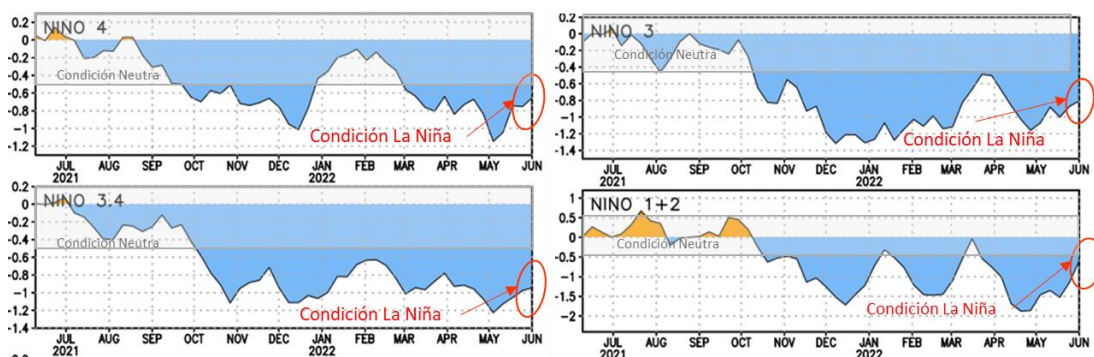 NINO 4
0.2
0
-0.2
-0.4
Condición Neutra
-0.6
-0.8
-1
Condición La Niña
-1.2
JUL AUG SEP OCT NOV DEC JAN FEB MAR APR MAY JUN
2021 2022
NINO 3
0.2
0
-0.2
Condición Neutra
-0.4
-0.6
-0.8
-1
-1.2
Condición La Niña
-1.4
JUL AUG SEP OCT NOV DEC JAN FEB MAR APR MAY JUN
2021 2022
NINO 3.4
0.2
0
-0.2
-0.4
Condición Neutra
-0.6
-0.8
-1
-1.2
Condición La Niña
-1.4
JUL AUG SEP OCT NOV DEC JAN FEB MAR APR MAY JUN
2021 2022
NINO 1+2
1
0.5
0
Condición Neutra
-0.5
-1
-1.5
Condición La Niña
-2
JUL AUG SEP OCT NOV DEC JAN FEB MAR APR MAY JUN
2021 2022